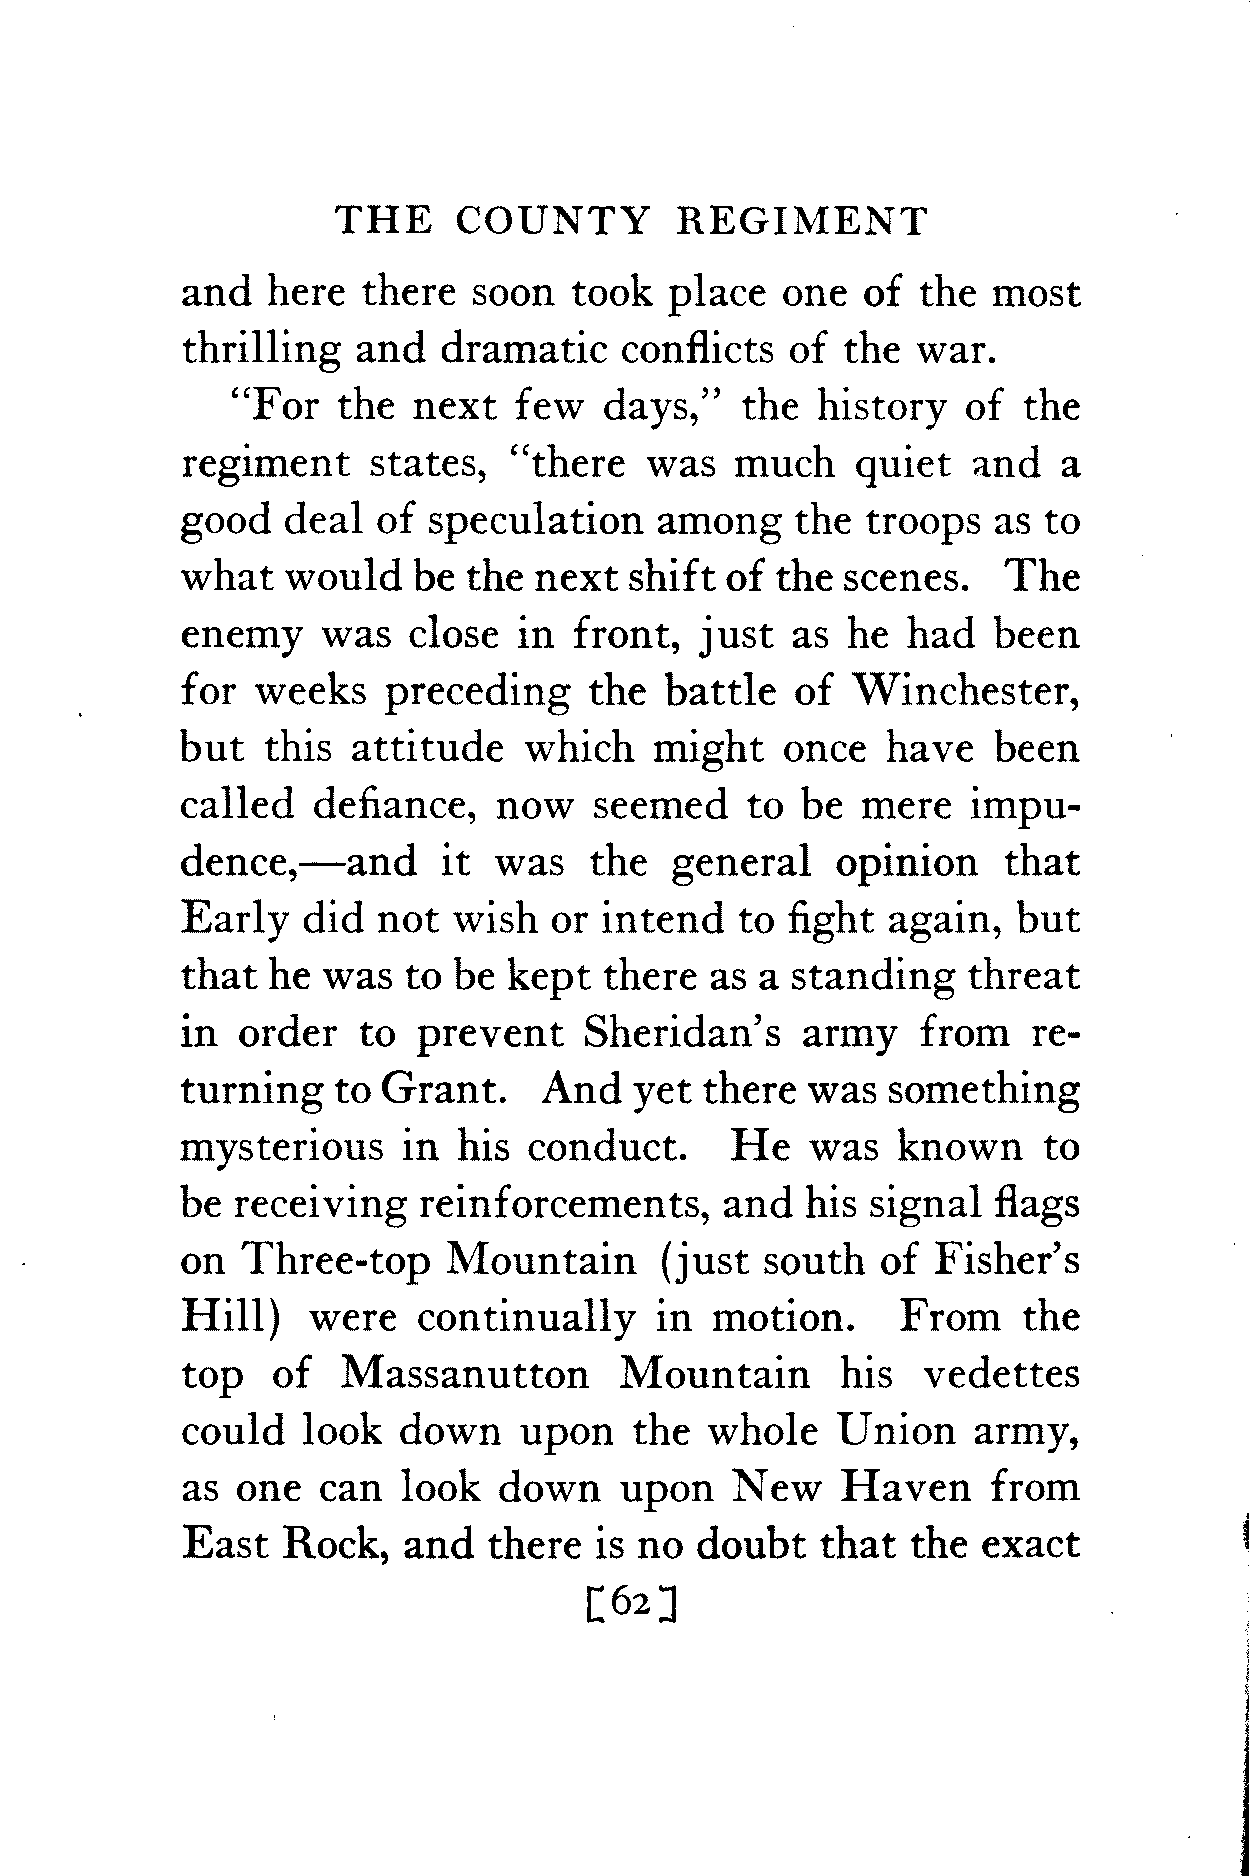 THE COUNTY REGIMENT
and here there soon took place one of the most
thrilling and dramatic conflicts of the war.
“For the next few days,” the history of the
regiment states, “there was much quiet and a
good deal of speculation among the troops as to
what would be the next shift of the scenes. The
enemy was close in front, just as he had been
for weeks preceding the battle of Winchester,
but this attitude which might once have been
called defiance, now seemed to be mere impu-
dence,—and it was the general opinion that
Early did not wish or intend to fight again, but
that he was to be kept there as a standing threat
in order to prevent Sheridan’s army from re-
turning to Grant. And yet there was something
mysterious in his conduct. He was known to
be receiving reinforcements, and his signal flags
on Three-top Mountain (just south of Fisher’s
Hill) were continually in motion. From the
top of Massanutton Mountain his vedettes
could look down upon the whole Union army,
as one can look down upon New Haven from
East Rock, and there is no doubt that the exact
[62]